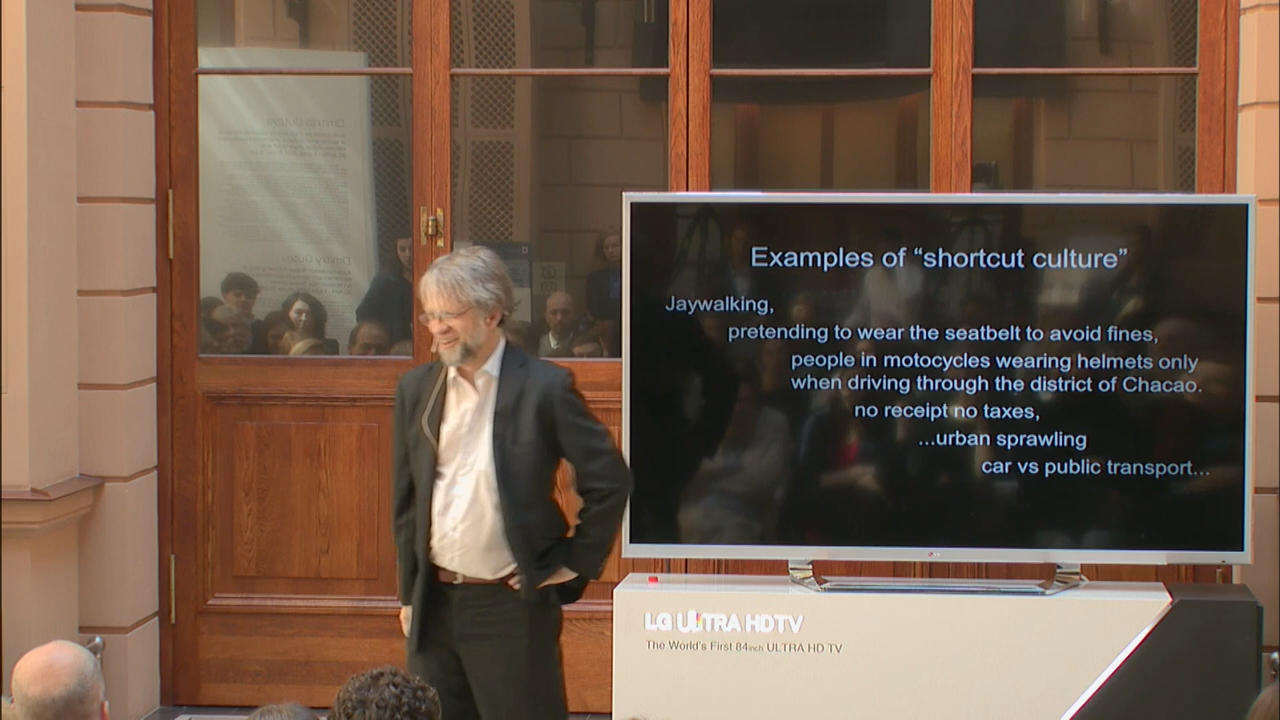 Examples of “shortcut culture”
Jaywalking,
pretending to wear the seatbelt to avoid fines,
people in motocycles wearing helmets only
when driving through the district of Chacao.
no receipt no taxes,
...urban sprawling
car vs public transport...
LG ULTRA HDTV
The World's First 84inch ULTRA HD TV